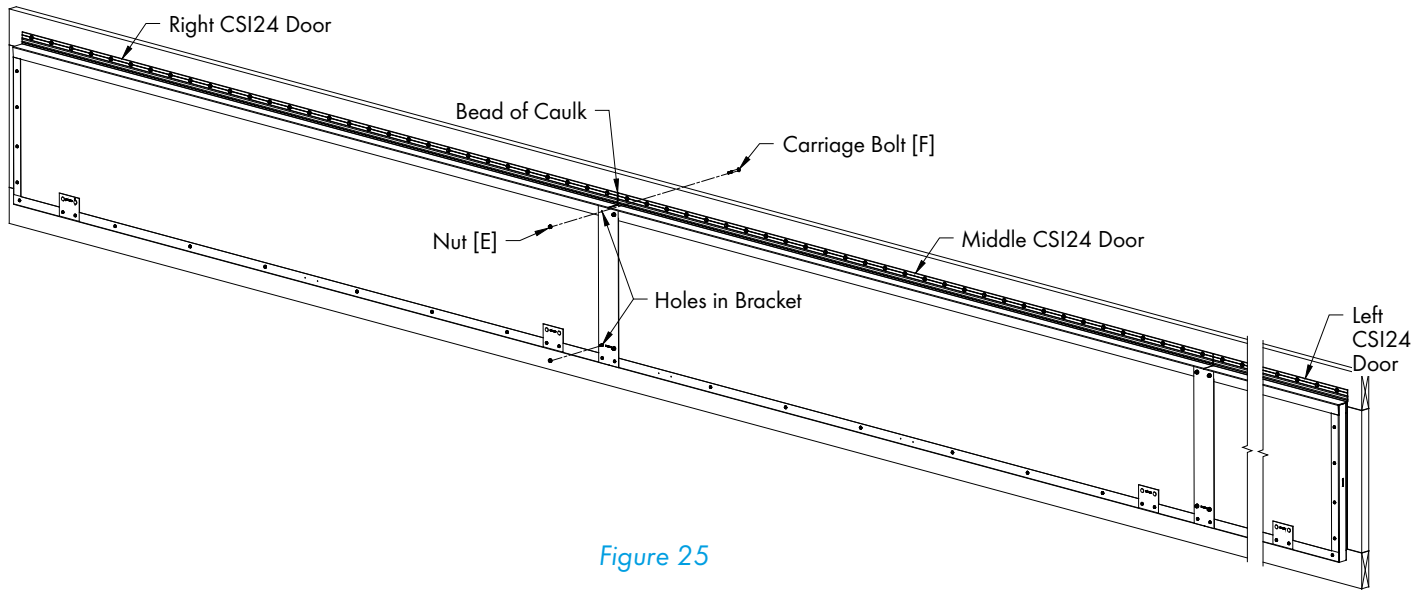 Right CSI24 Door
Bead of Caulk
Carriage Bolt [F]
Nut [E]
Middle CSI24 Door
Holes in Bracket
Left
CSI24
Door
Figure 25